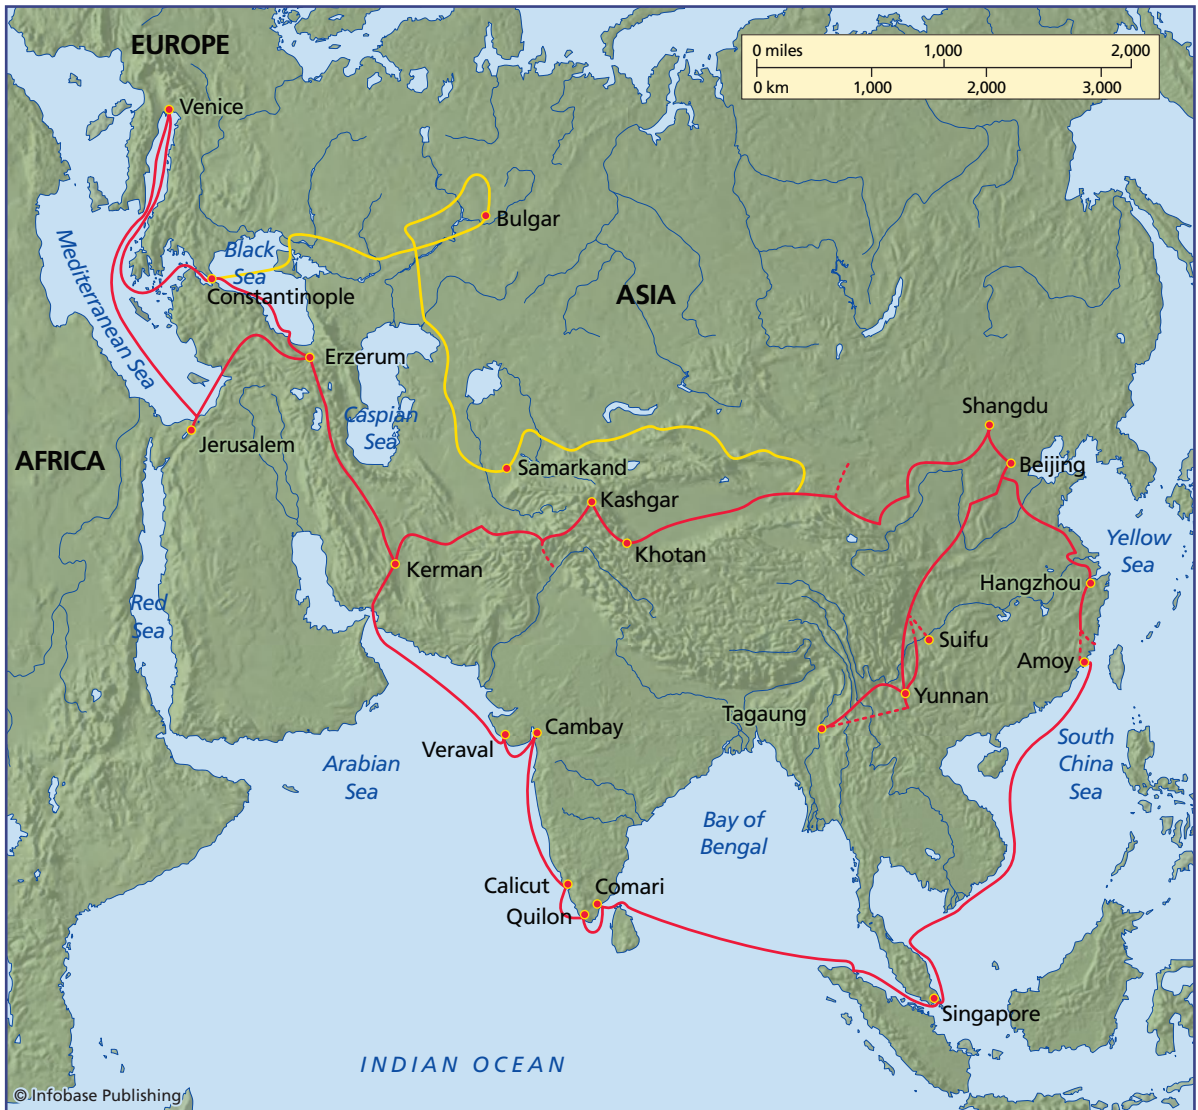 EUROPE
0 miles 1,000 2,000
0 km 1,000 2,000 3,000
Venice
Bulgar
Black
Sea
Mediterranean Sea
Constantinople
ASIA
Erzerum
Caspian
Sea
Shangdu
Jerusalem
AFRICA
Samarkand
Beijing
Kashgar
Yellow
Sea
Khotan
Kerman
Hangzhou
Red
Sea
Suifu
Amoy
Yunnan
Tagaung
Cambay
Veraval
South
China
Sea
Arabian
Sea
Bay of
Bengal
Calicut
Comari
Quilon
Singapore
INDIAN OCEAN
© Infobase Publishing